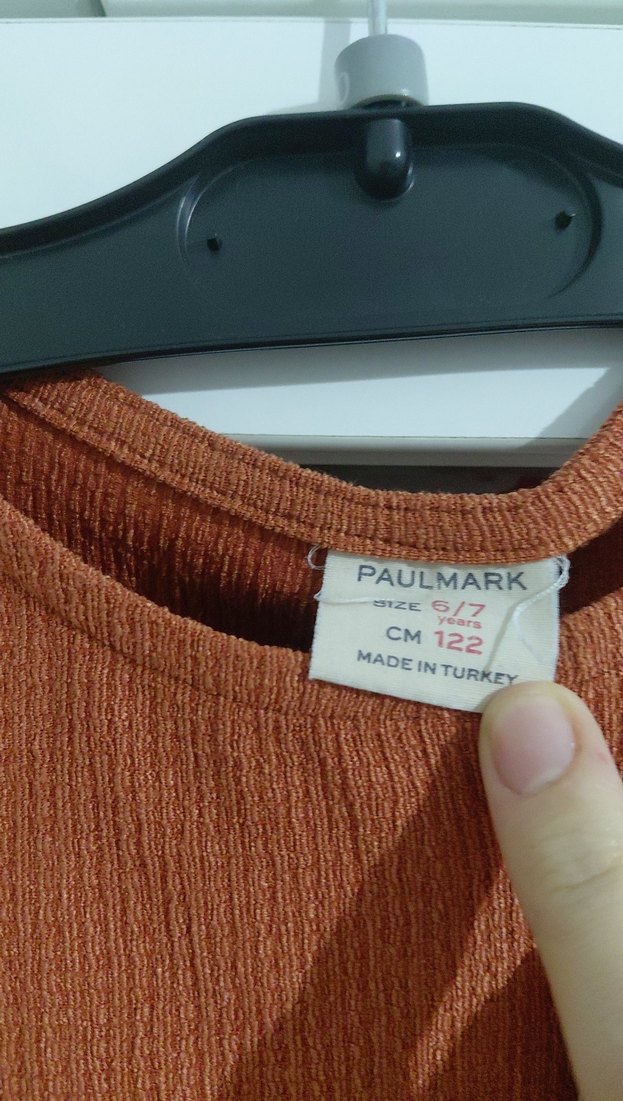 PAULMARK
SIZE 6/7
years
CM 122
MADE IN TURKEY